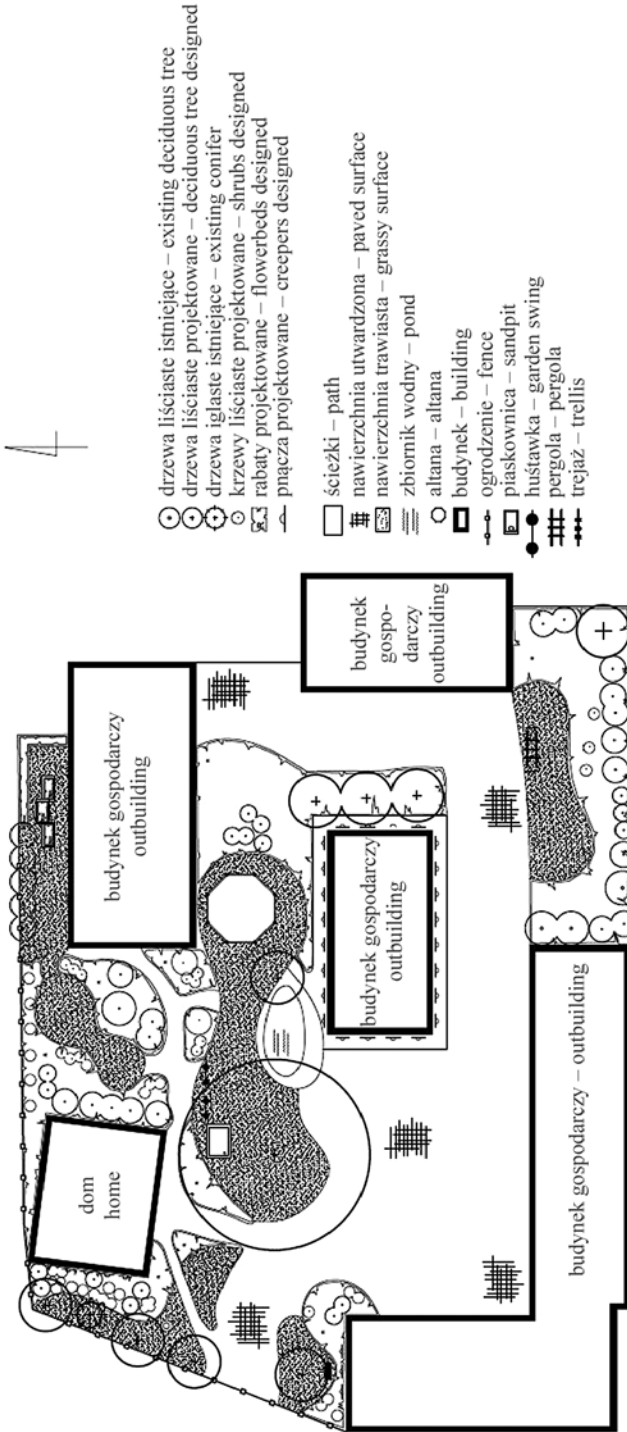 drzewa liściaste istniejące – existing deciduous tree
drzewa liściaste projektowane – deciduous tree designed
drzewa iglaste istniejące – existing conifer
krzewy liściaste projektowane – shrubs designed
rabaty projektowane – flowerbeds designed
pnącza projektowane – creepers designed
ścieżki – path
nawierzchnia utwardzona – paved surface
nawierzchnia trawiasta – grassy surface
zbiornik wodny – pond
altana – altana
budynek – building
ogrodzenie – fence
piaskownica – sandpit
huśtawka – garden swing
pergola – pergola
trejaż – trellis
dom
home
budynek gospodarczy
outbuilding
budynek gospodarczy
outbuilding
budynek
gospo-
darczy
outbuilding
budynek gospodarczy – outbuilding